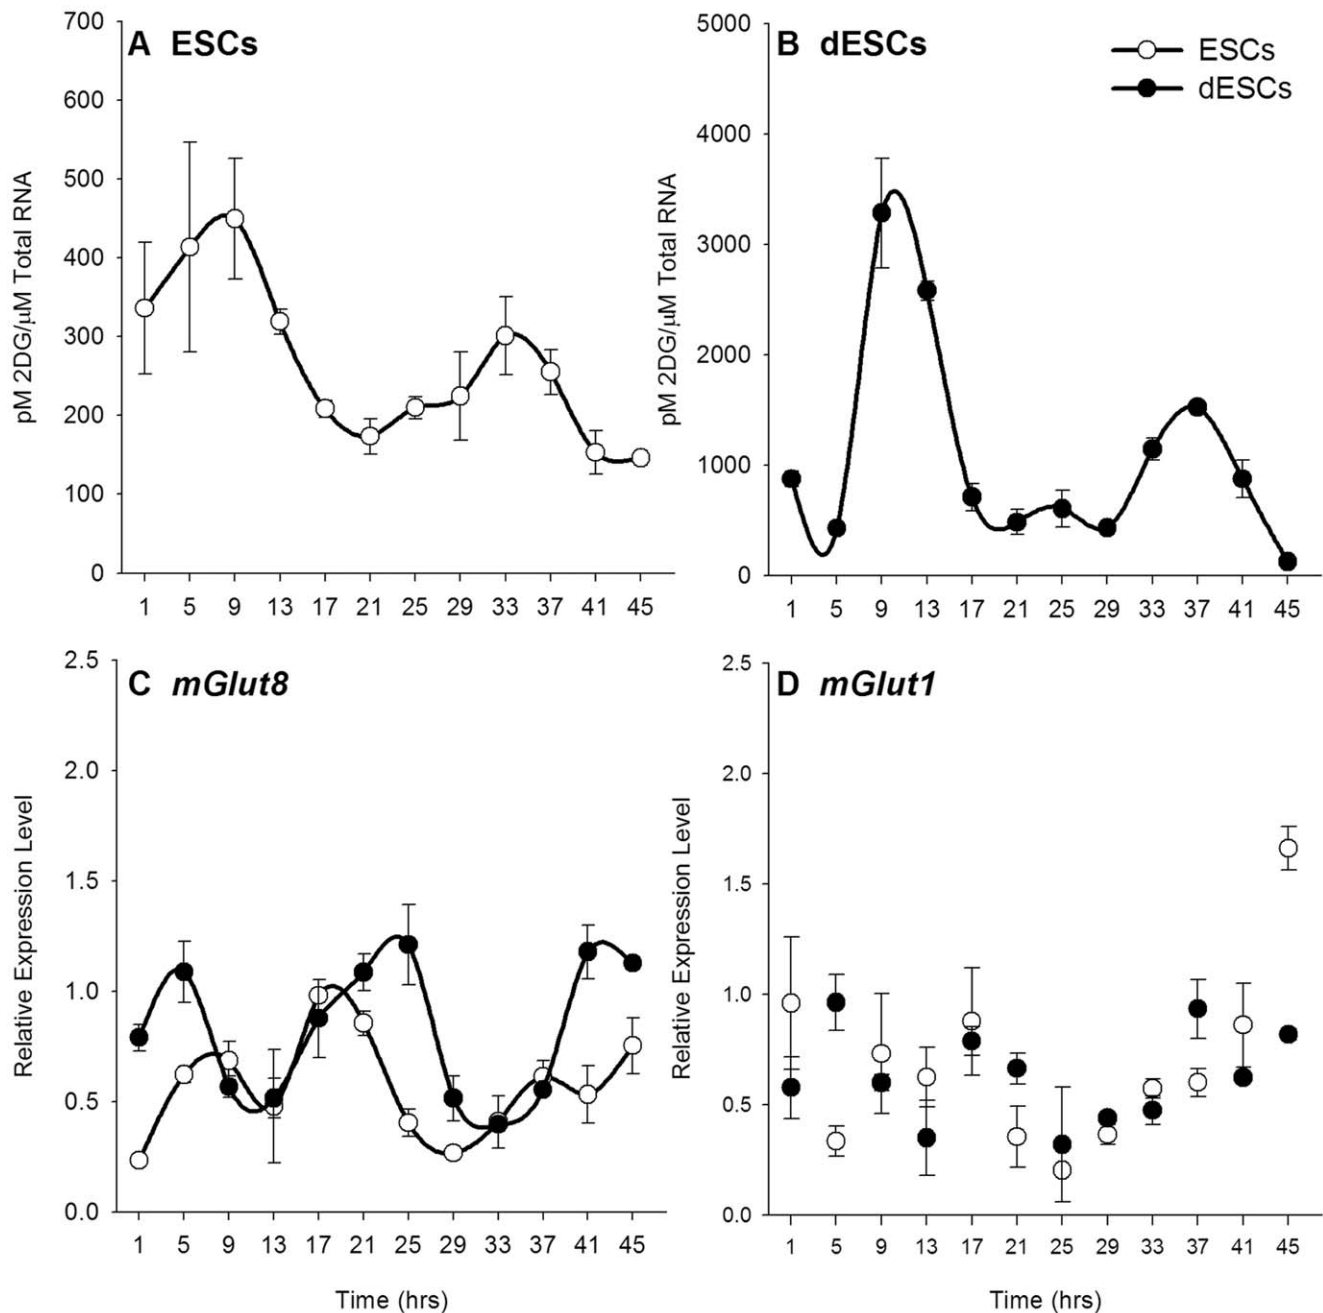 A ESCs
700
600
500
400
300
200
100
0
pM 2DG/µM Total RNA
1 5 9 13 17 21 25 29 33 37 41 45
B dESCs
ESCs
dESCs
5000
4000
3000
2000
1000
0
pM 2DG/µM Total RNA
1 5 9 13 17 21 25 29 33 37 41 45
C mGlut8
2.5
2.0
1.5
1.0
0.5
0.0
Relative Expression Level
1 5 9 13 17 21 25 29 33 37 41 45
Time (hrs)
D mGlut1
2.5
2.0
1.5
1.0
0.5
0.0
Relative Expression Level
1 5 9 13 17 21 25 29 33 37 41 45
Time (hrs)